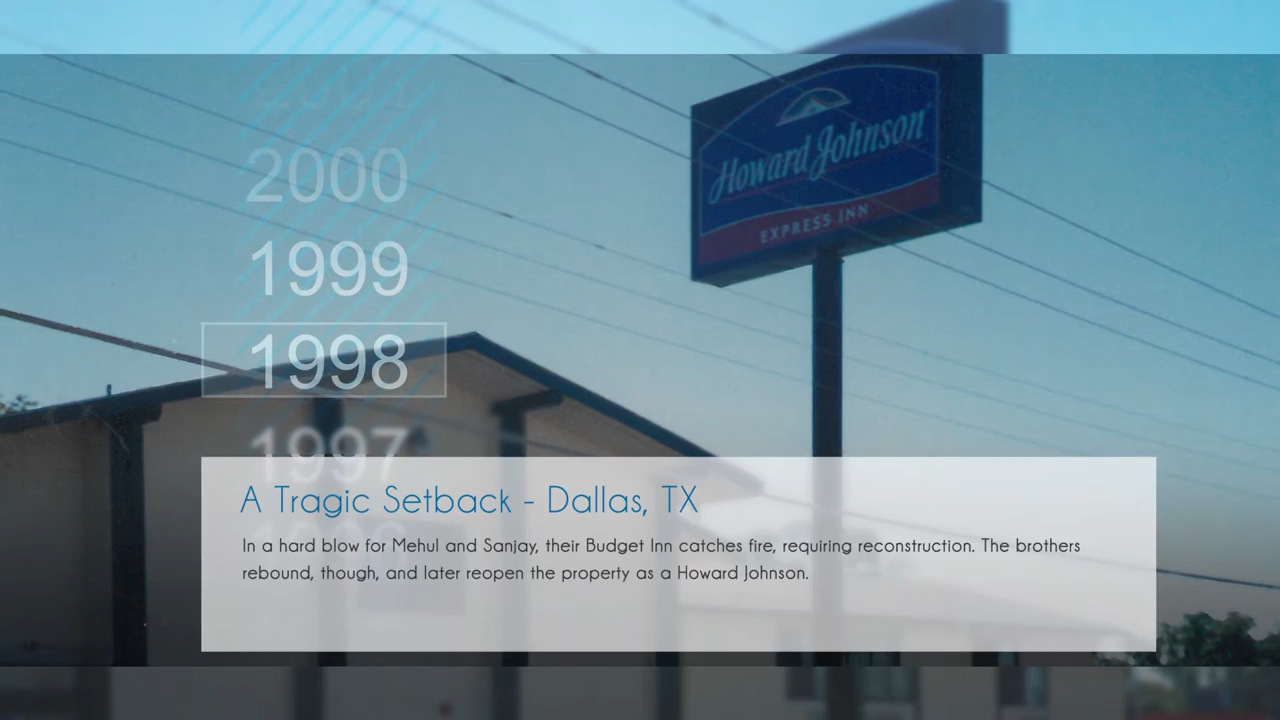 2000
1999
1998
1997
Howard Johnson
EXPRESS INN
A Tragic Setback - Dallas, TX
In a hard blow for Mehul and Sanjay, their Budget Inn catches fire, requiring reconstruction. The brothers
rebound, though, and later reopen the property as a Howard Johnson.